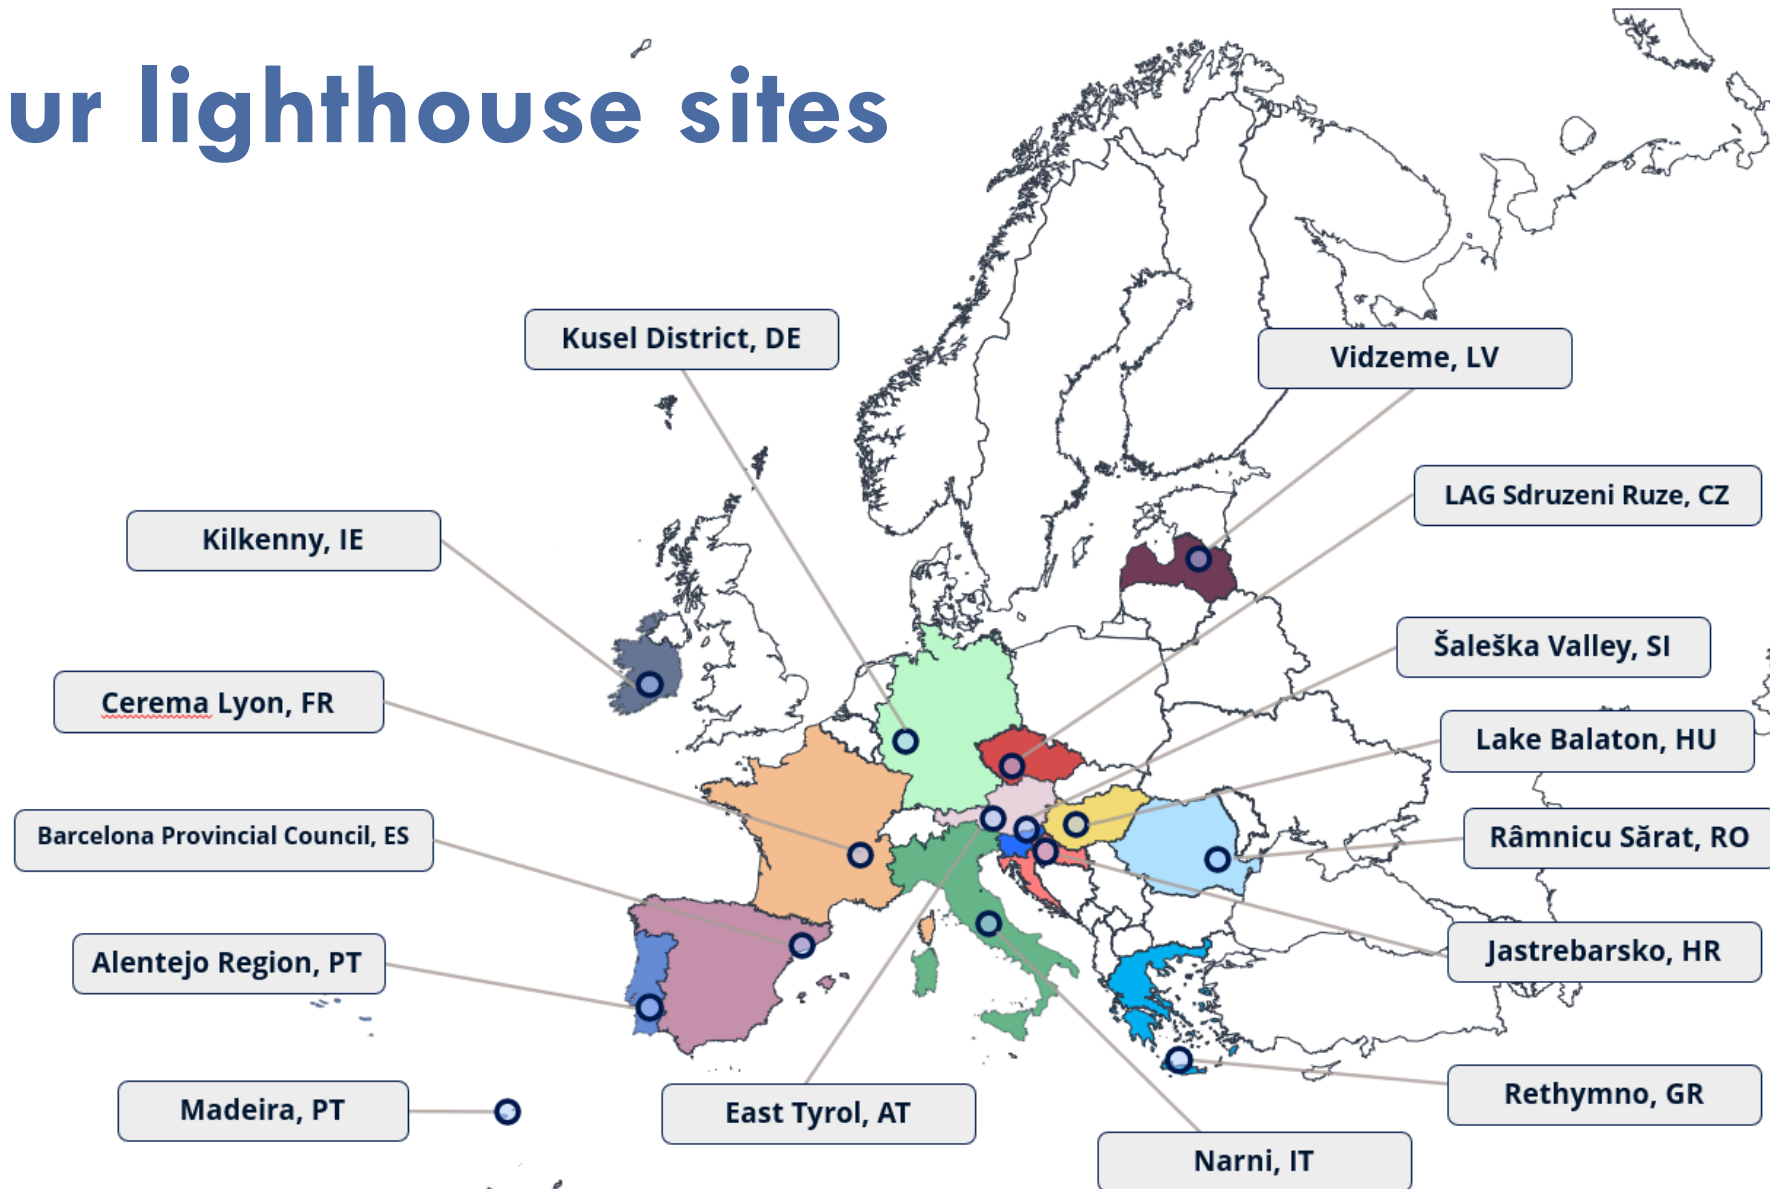 ur lighthouse sites
Kusel District, DE
Vidzeme, LV
LAG Sdruzeni Ruze, CZ
Kilkenny, IE
Šaleška Valley, SI
Cerema Lyon, FR
Lake Balaton, HU
Barcelona Provincial Council, ES
Râmnicu Sărat, RO
Alentejo Region, PT
Jastrebarsko, HR
Madeira, PT
East Tyrol, AT
Rethymno, GR
Narni, IT